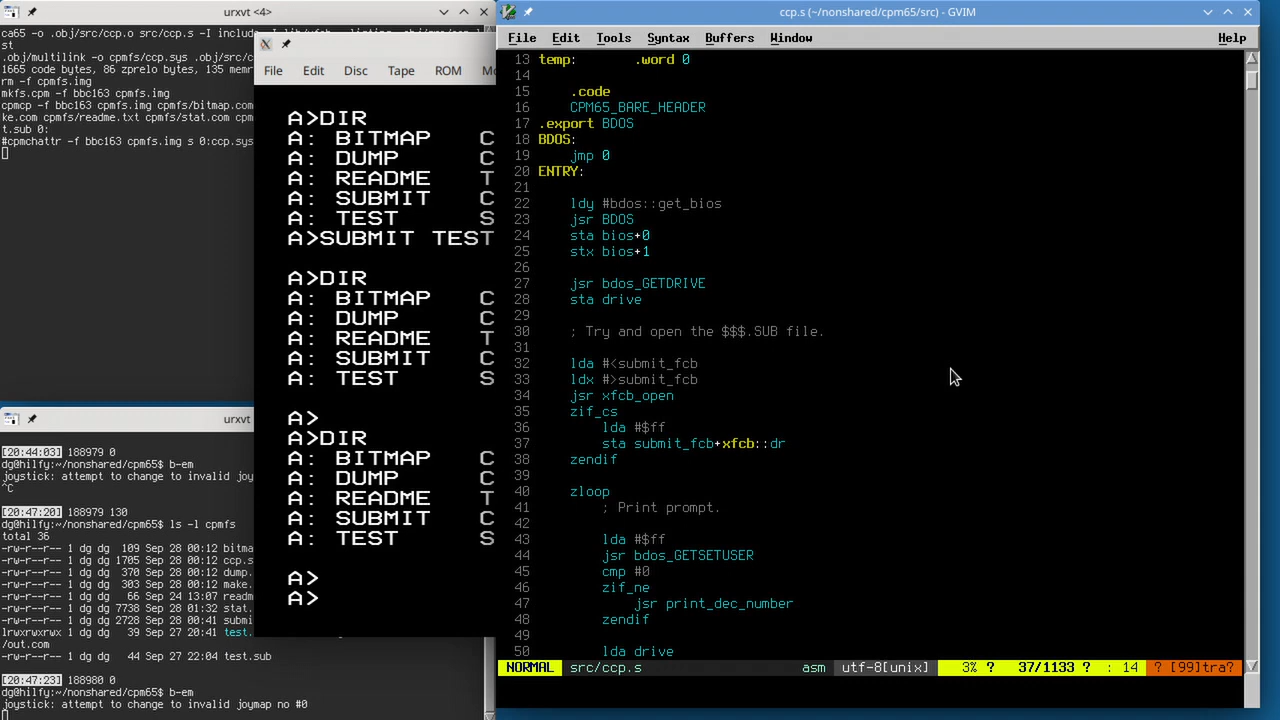 urxvt <4>
ca65 -o .obj/src/ccp.o src/ccp.s -I include
st
.obj/multilink -o cpmfs/ccp.sys .obj/src/cc
1665 code bytes, 86 zprelo bytes, 135 memr
rm -f cpmfs.img
mkfs.cpm -f bbc163 cpmfs.img
cpmcp -f bbc163 cpmfs.img cpmfs/bitmap.com
ke.com cpmfs/readme.txt cpmfs/stat.com cpm
t.sub 0:
#cpmchattr -f bbc163 cpmfs.img s 0:ccp.sys
File Edit Disc Tape ROM Mo
A>DIR
A: BITMAP C
A: DUMP C
A: README T
A: SUBMIT C
A: TEST S
A>SUBMIT TEST
A>DIR
A: BITMAP C
A: DUMP C
A: README T
A: SUBMIT C
A: TEST S
A>
A>DIR
A: BITMAP C
A: DUMP C
A: README T
A: SUBMIT C
A: TEST S
A>
A>
urxvt
[20:44:03] 188979 0
dg@hilfy:~/nonshared/cpm65$ b-em
joystick: attempt to change to invalid joy
^C
[20:47:20] 188979 130
dg@hilfy:~/nonshared/cpm65$ ls -l cpmfs
total 36
-rw-r--r-- 1 dg dg 109 Sep 28 00:12 bitma
-rw-r--r-- 1 dg dg 1705 Sep 28 00:12 ccp.s
-rw-r--r-- 1 dg dg 370 Sep 28 00:12 dump.
-rw-r--r-- 1 dg dg 303 Sep 28 00:12 make.
-rw-r--r-- 1 dg dg 66 Sep 24 13:07 readm
-rw-r--r-- 1 dg dg 7738 Sep 28 01:32 stat.
-rw-r--r-- 1 dg dg 2728 Sep 28 00:41 submi
lrwxrwxrwx 1 dg dg 39 Sep 27 20:41 test.
/out.com
-rw-r--r-- 1 dg dg 44 Sep 27 22:04 test.sub
[20:47:23] 188980 0
dg@hilfy:~/nonshared/cpm65$ b-em
joystick: attempt to change to invalid joymap no #0
ccp.s (~/nonshared/cpm65/src) - GVIM
File Edit Tools Syntax Buffers Window Help
13 temp: .word 0
14
15 .code
16 CPM65_BARE_HEADER
17 .export BDOS
18 BDOS:
19 jmp 0
20 ENTRY:
21
22 ldy #bdos::get_bios
23 jsr BDOS
24 sta bios+0
25 stx bios+1
26
27 jsr bdos_GETDRIVE
28 sta drive
29
30 ; Try and open the $$$.SUB file.
31
32 lda #<submit_fcb
33 ldx #>submit_fcb
34 jsr xfcb_open
35 zif_cs
36 lda #$ff
37 sta submit_fcb+xfcb::dr
38 zendif
39
40 zloop
41 ; Print prompt.
42
43 lda #$ff
44 jsr bdos_GETSETUSER
45 cmp #0
46 zif_ne
47 jsr print_dec_number
48 zendif
49
50 lda drive
NORMAL src/ccp.s asm utf-8[unix] 3% ? 37/1133 ? : 14 ? [99]tra?